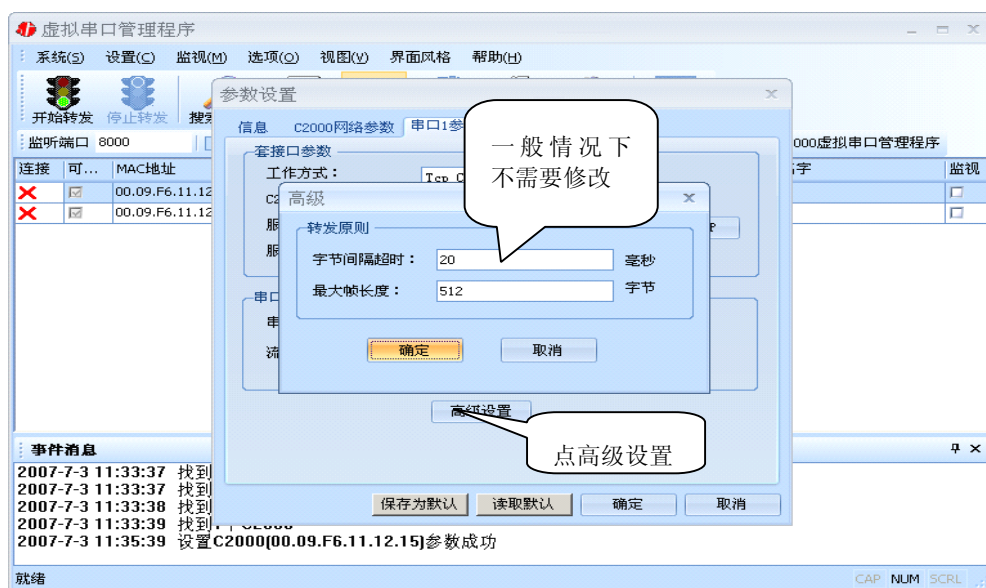 虚拟串口管理程序
系统(S) 设置(C) 监视(M) 选项(O) 视图(V) 界面风格 帮助(H)
开始转发 停止转发
监听端口 8000
000虚拟串口管理程序
连接 可... MAC地址
字 监视
00.09.F6.11.12
00.09.F6.11.12
参数设置
信息 C2000网络参数 串口1参
套接口参数
工作方式：
高级
转发原则
字节间隔超时： 20 毫秒
最大帧长度： 512 字节
确定 取消
一般情况下
不需要修改
高级设置
点高级设置
保存为默认 读取默认 确定 取消
事件消息
2007-7-3 11:33:37 找到
2007-7-3 11:33:37 找到
2007-7-3 11:33:38 找到
2007-7-3 11:33:39 找到
2007-7-3 11:35:39 设置C2000(00.09.F6.11.12.15)参数成功
就绪
CAP NUM SCRL